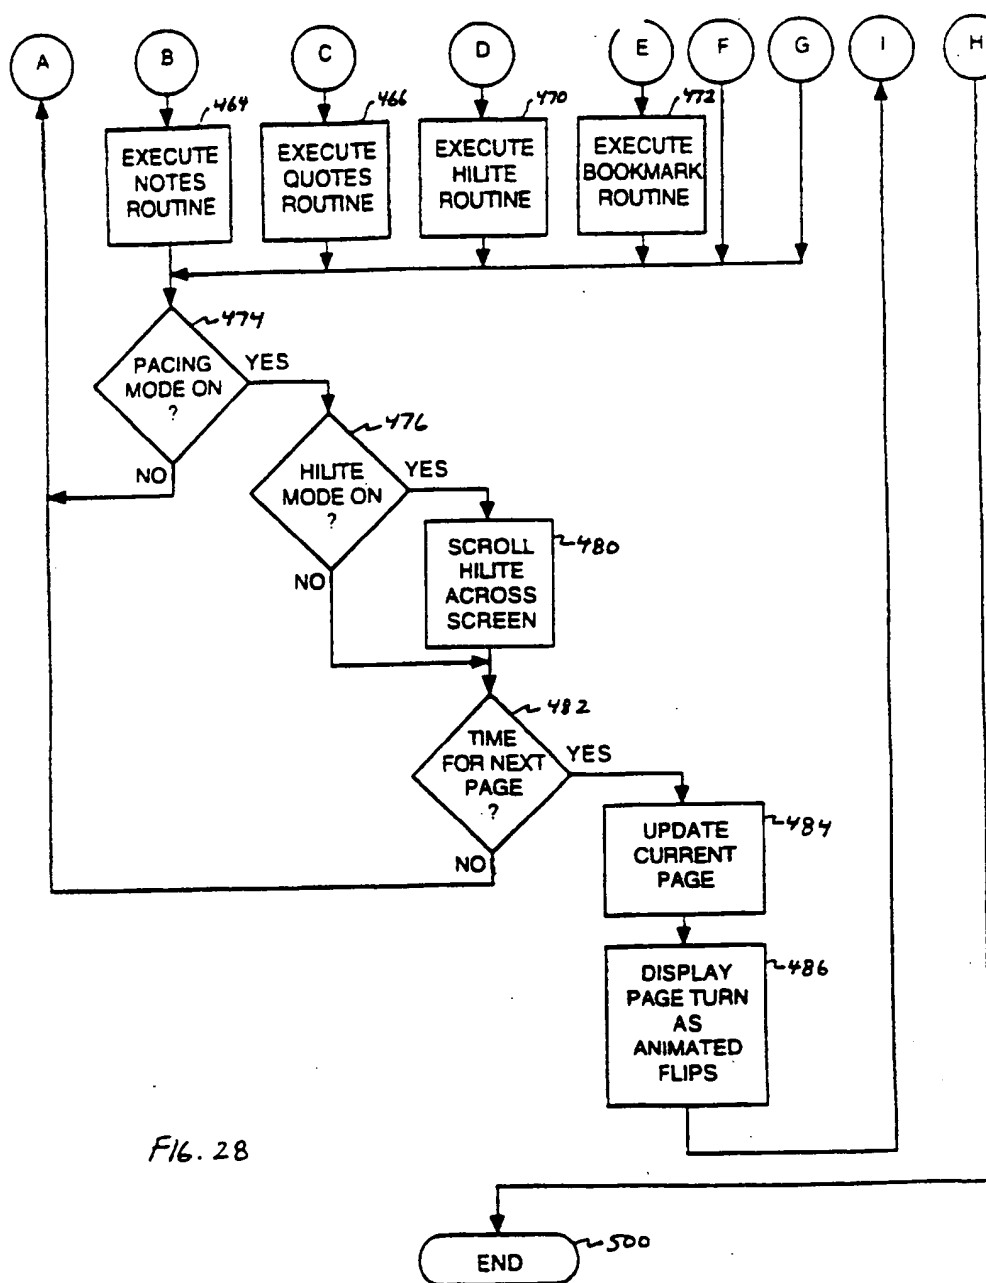 A
B
C
D
E
F
G
I
H
464
466
470
472
EXECUTE
NOTES
ROUTINE
EXECUTE
QUOTES
ROUTINE
EXECUTE
HILITE
ROUTINE
EXECUTE
BOOKMARK
ROUTINE
474
PACING
MODE ON
?
YES
NO
476
HILITE
MODE ON
?
YES
NO
480
SCROLL
HILITE
ACROSS
SCREEN
482
TIME
FOR NEXT
PAGE
?
YES
NO
484
UPDATE
CURRENT
PAGE
486
DISPLAY
PAGE TURN
AS
ANIMATED
FLIPS
FIG. 28
500
END